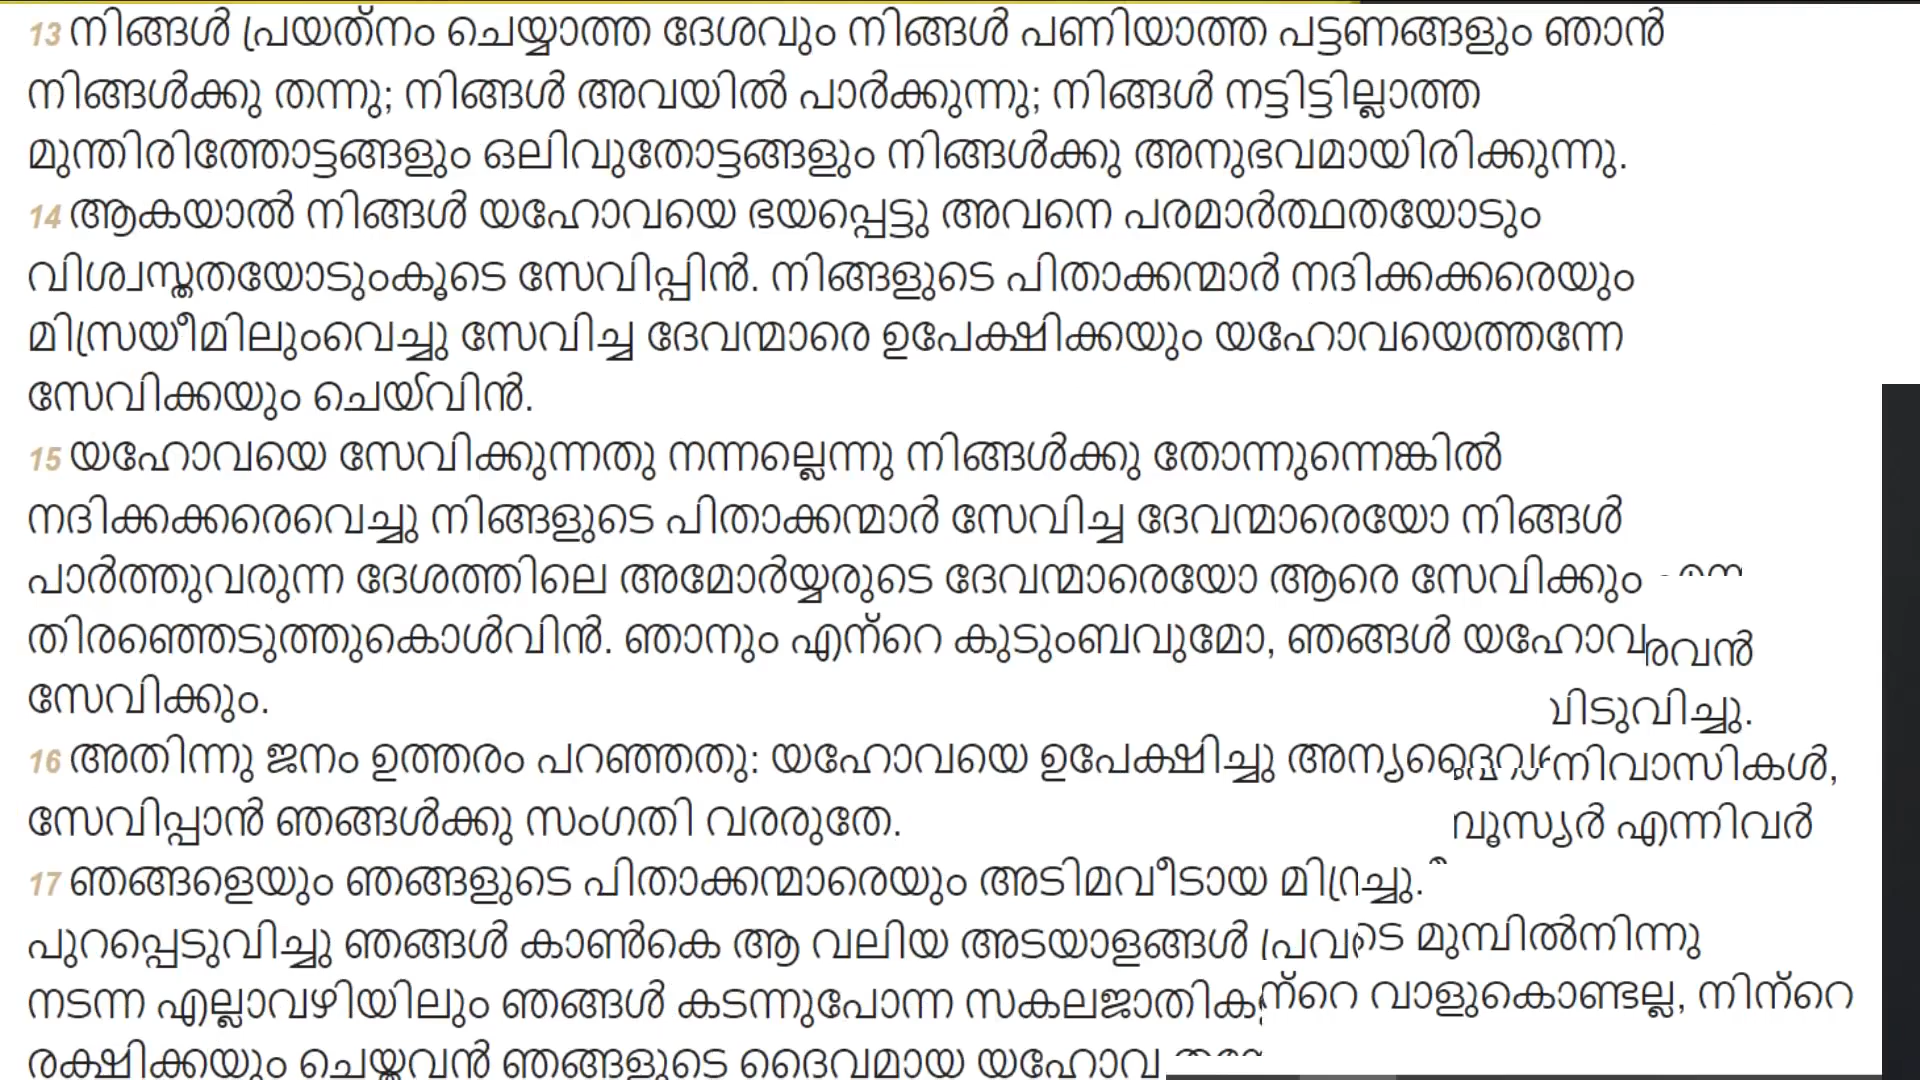 13 നിങ്ങൾ പ്രയത്നം ചെയ്യാത്ത ദേശവും നിങ്ങൾ പണിയാത്ത പട്ടണങ്ങളും ഞാൻ
നിങ്ങൾക്കു തന്നു; നിങ്ങൾ അവയിൽ പാർക്കുന്നു; നിങ്ങൾ നട്ടിട്ടില്ലാത്ത
മുന്തിരിത്തോട്ടങ്ങളും ഒലിവുതോട്ടങ്ങളും നിങ്ങൾക്കു അനുഭവമായിരിക്കുന്നു.
14 ആകയാൽ നിങ്ങൾ യഹോവയെ ഭയപ്പെട്ടു അവനെ പരമാർത്ഥതയോടും
വിശ്വസ്തതയോടുംകൂടെ സേവിപ്പിൻ. നിങ്ങളുടെ പിതാക്കന്മാർ നദിക്കക്കരെയും
മിസ്രയീമിലുംവെച്ചു സേവിച്ച ദേവന്മാരെ ഉപേക്ഷിക്കയും യഹോവയെത്തന്നേ
സേവിക്കയും ചെയ്‌വിൻ.
15 യഹോവയെ സേവിക്കുന്നതു നന്നല്ലെന്നു നിങ്ങൾക്കു തോന്നുന്നെങ്കിൽ
നദിക്കക്കരെവെച്ചു നിങ്ങളുടെ പിതാക്കന്മാർ സേവിച്ച ദേവന്മാരെയോ നിങ്ങൾ
പാർത്തുവരുന്ന ദേശത്തിലെ അമോർയ്യരുടെ ദേവന്മാരെയോ ആരെ സേവിക്കും
തിരഞ്ഞെടുത്തുകൊൾവിൻ. ഞാനും എന്റെ കുടുംബവുമോ, ഞങ്ങൾ
സേവിക്കും. വിടുവിച്ചു.
16 അതിന്നു ജനം ഉത്തരം പറഞ്ഞതു: യഹോവയെ ഉപേക്ഷിച്ചു നിവാസികൾ,
സേവിപ്പാൻ ഞങ്ങൾക്കു സംഗതി വരരുതേ. എന്നിവർ
17 ഞങ്ങളെയും ഞങ്ങളുടെ പിതാക്കന്മാരെയും അടിമവീടായ
പുറപ്പെടുവിച്ചു ഞങ്ങൾ കാൺകെ ആ വലിയ അടയാളങ്ങൾ മുമ്പിൽനിന്നു
നടന്ന എല്ലാവഴിയിലും ഞങ്ങൾ കടന്നുപോന്ന വാളുകൊണ്ടല്ല, നിന്റെ
രക്ഷിക്കയും ചെയ്തവൻ ഞങ്ങളുടെ ദൈവമായ യഹോവ